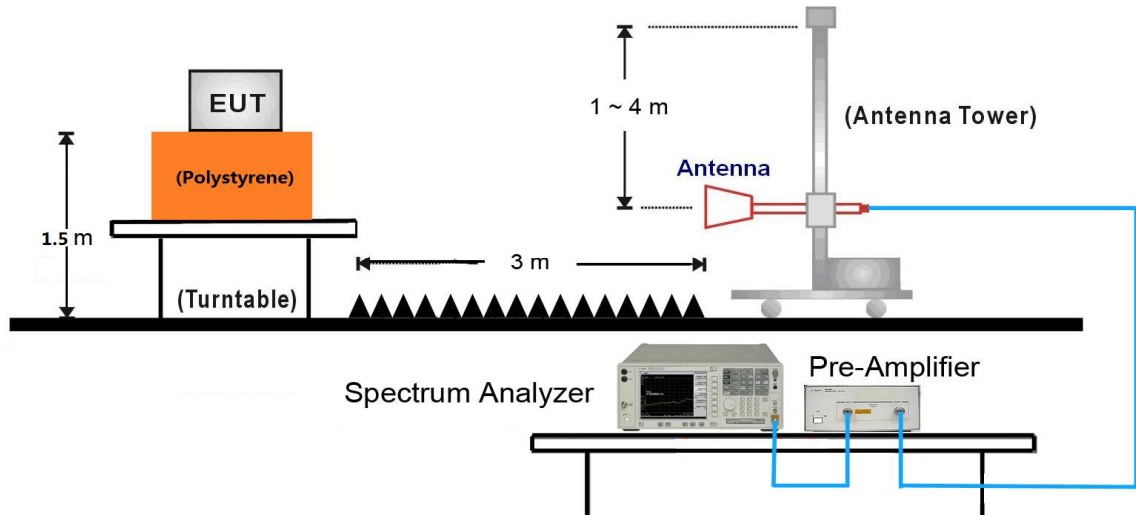 EUT
(Polystyrene)
1.5 m
(Turntable)
3 m
1 ~ 4 m
Antenna
(Antenna Tower)
Spectrum Analyzer
Pre-Amplifier